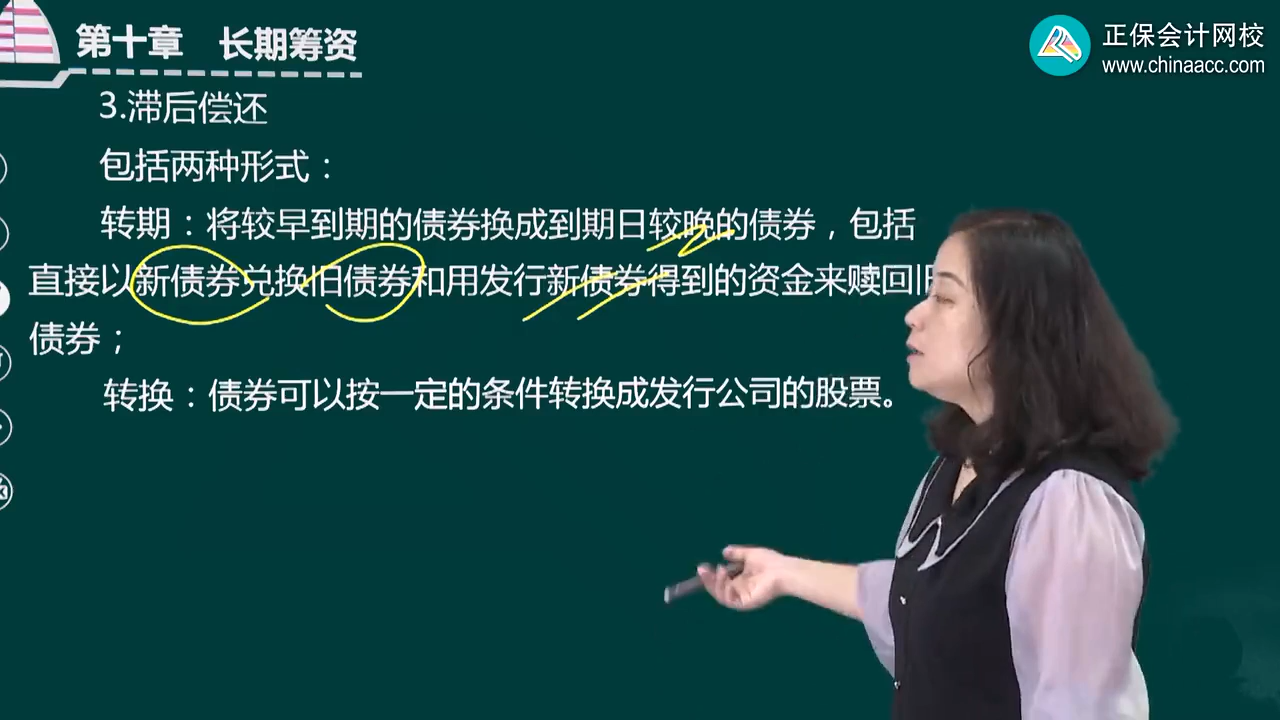 第十章 长期筹资
正保会计网校
www.chinaacc.com
3.滞后偿还
包括两种形式：
转期：将较早到期的债券换成到期日较晚的债券，包括
直接以新债券兑换旧债券和用发行新债券得到的资金来赎回旧
债券；
转换：债券可以按一定的条件转换成发行公司的股票。